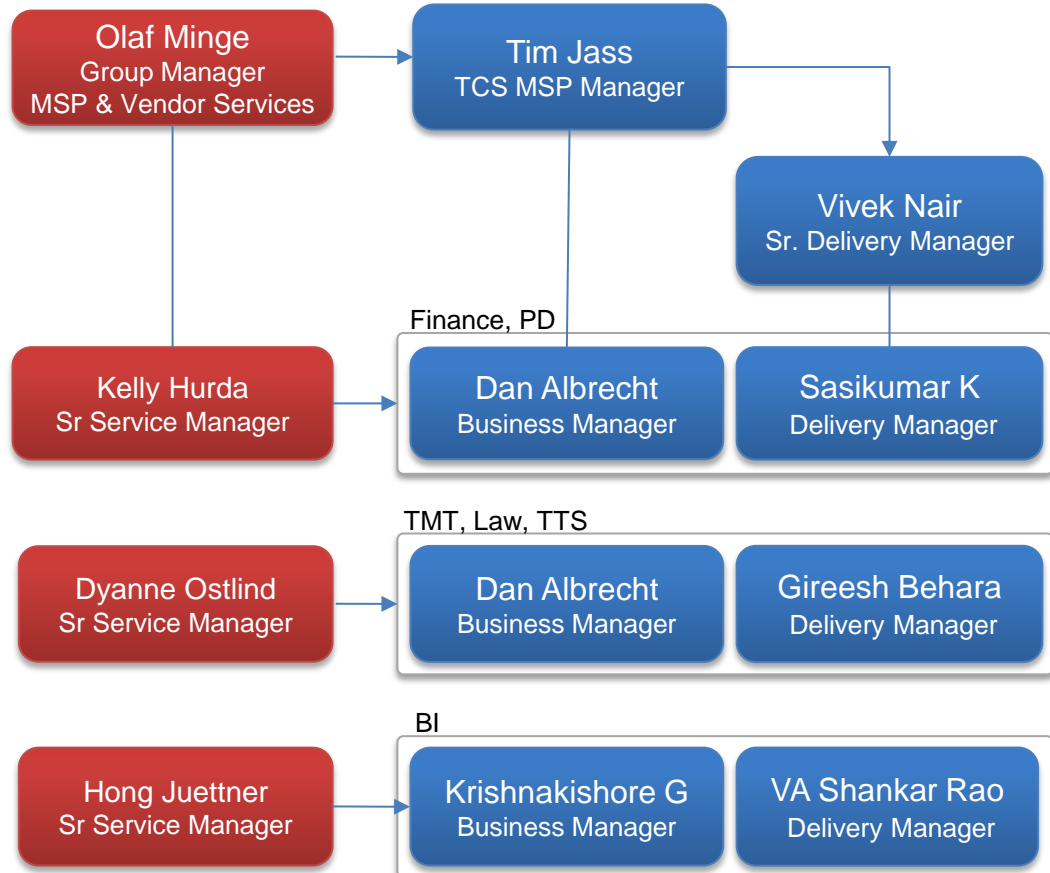 Olaf Minge
Group Manager
MSP & Vendor Services
Tim Jass
TCS MSP Manager
Vivek Nair
Sr. Delivery Manager
Finance, PD
Kelly Hurda
Sr Service Manager
Dan Albrecht
Business Manager
Sasikumar K
Delivery Manager
TMT, Law, TTS
Dyanne Ostlind
Sr Service Manager
Dan Albrecht
Business Manager
Gireesh Behara
Delivery Manager
BI
Hong Juettner
Sr Service Manager
Krishnakishore G
Business Manager
VA Shankar Rao
Delivery Manager